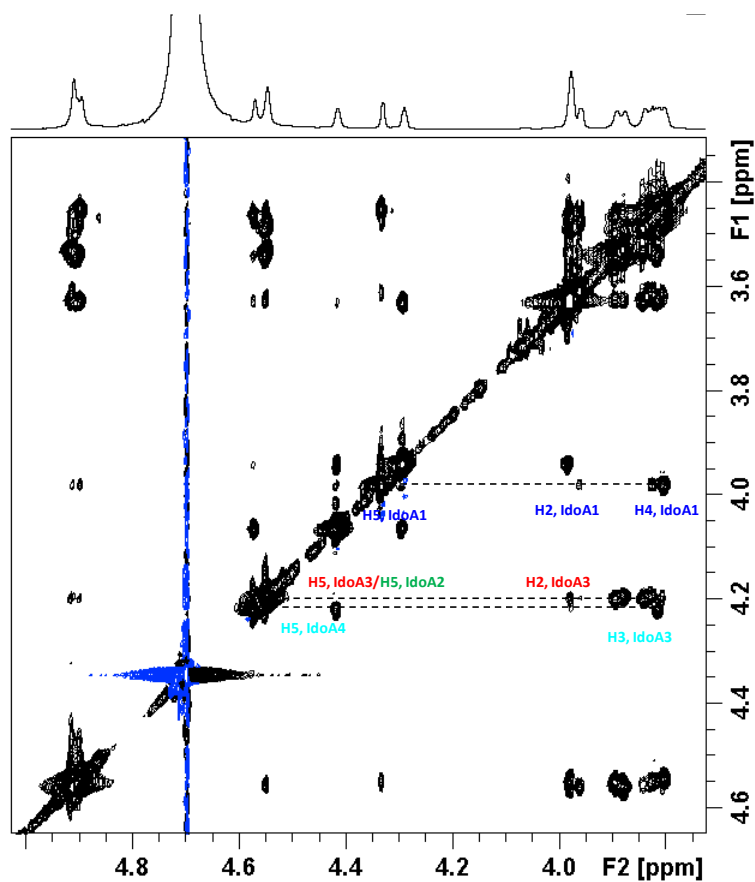 F1 [ppm]
3.6
3.8
4.0
H5, IdoA1
H2, IdoA1
H4, IdoA1
4.2
H5, IdoA3/H5, IdoA2
H2, IdoA3
H5, IdoA4
H3, IdoA3
4.4
4.6
4.8
4.6
4.4
4.2
4.0
F2 [ppm]